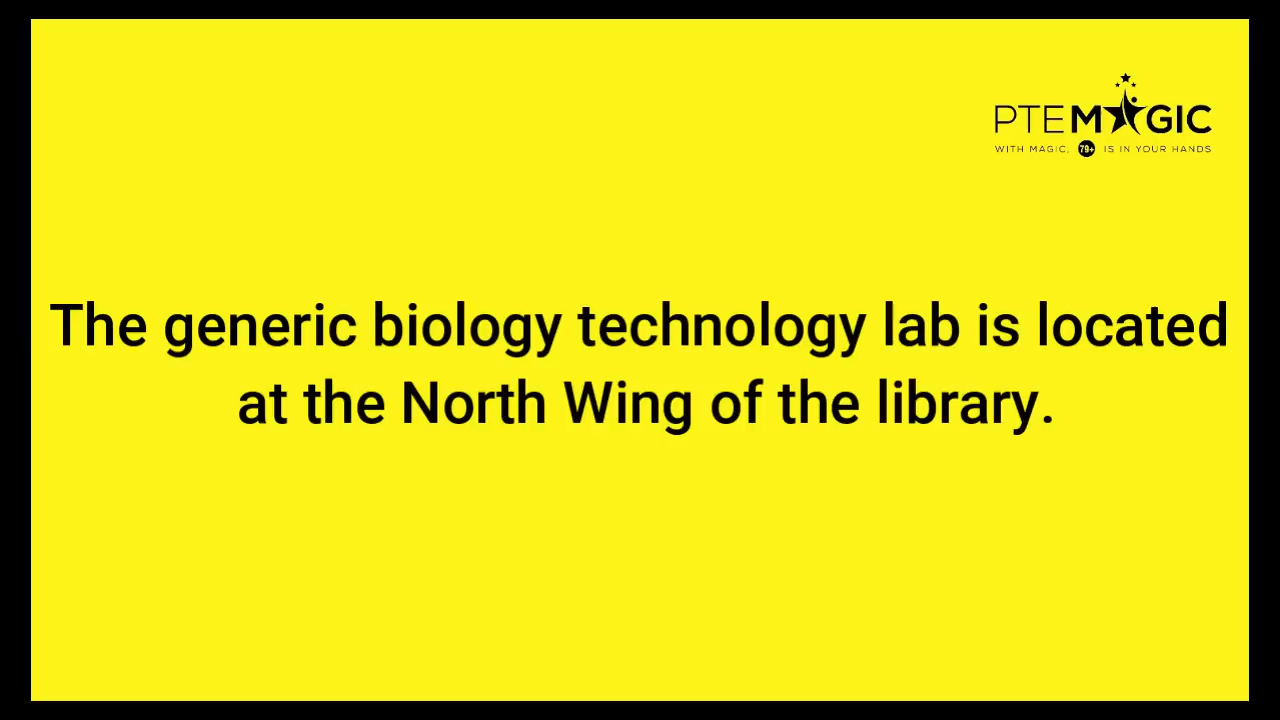 PTEMAGIC
WITH MAGIC, 79+ IS IN YOUR HANDS
The generic biology technology lab is located
at the North Wing of the library.